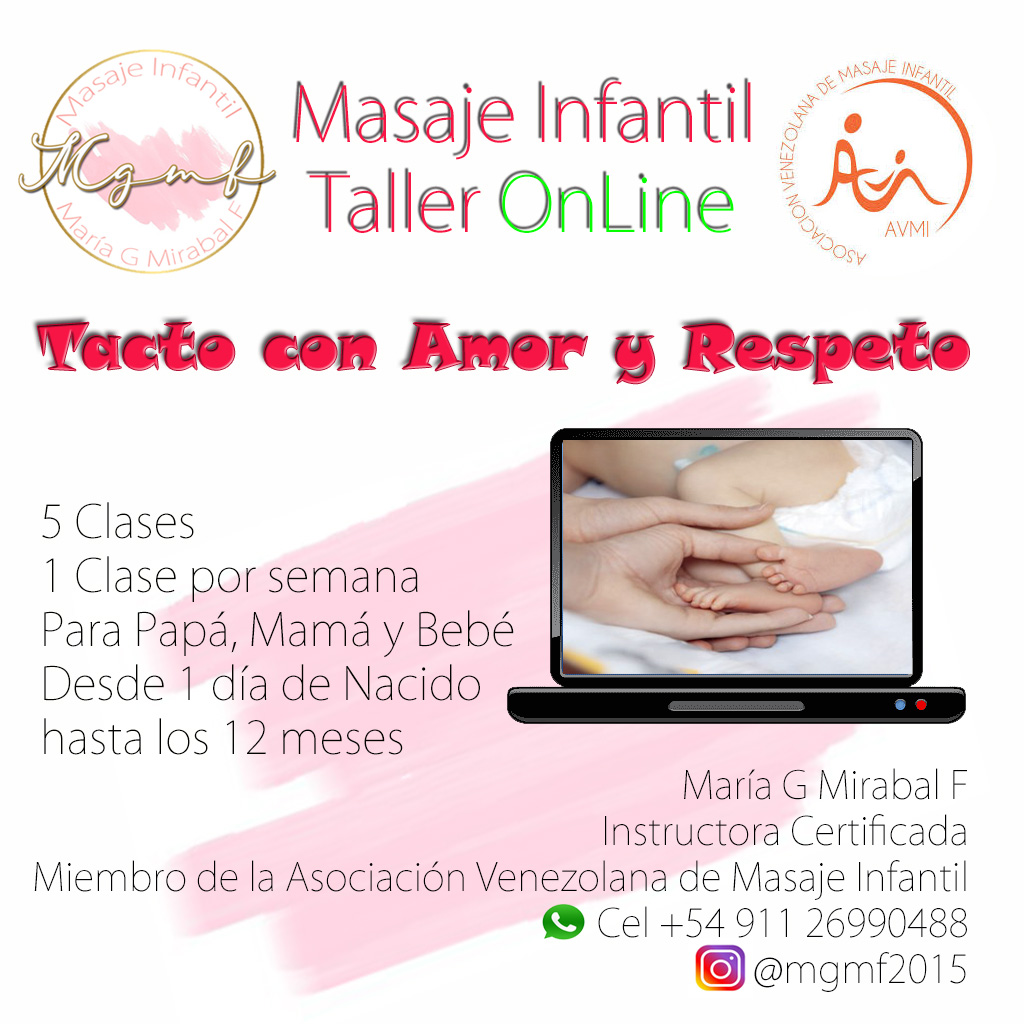 Masaje Infantil
Mgmf
María G Mirabal F
Masaje Infantil
Taller OnLine
ASOCIACION VENEZOLANA DE MASAJE INFANTIL
AVMI
Tacto con Amor y Respeto
5 Clases
1 Clase por semana
Para Papá, Mamá y Bebé
Desde 1 día de Nacido
hasta los 12 meses
María G Mirabal F
Instructora Certificada
Miembro de la Asociación Venezolana de Masaje Infantil
Cel +54 911 26990488
@mgmf2015